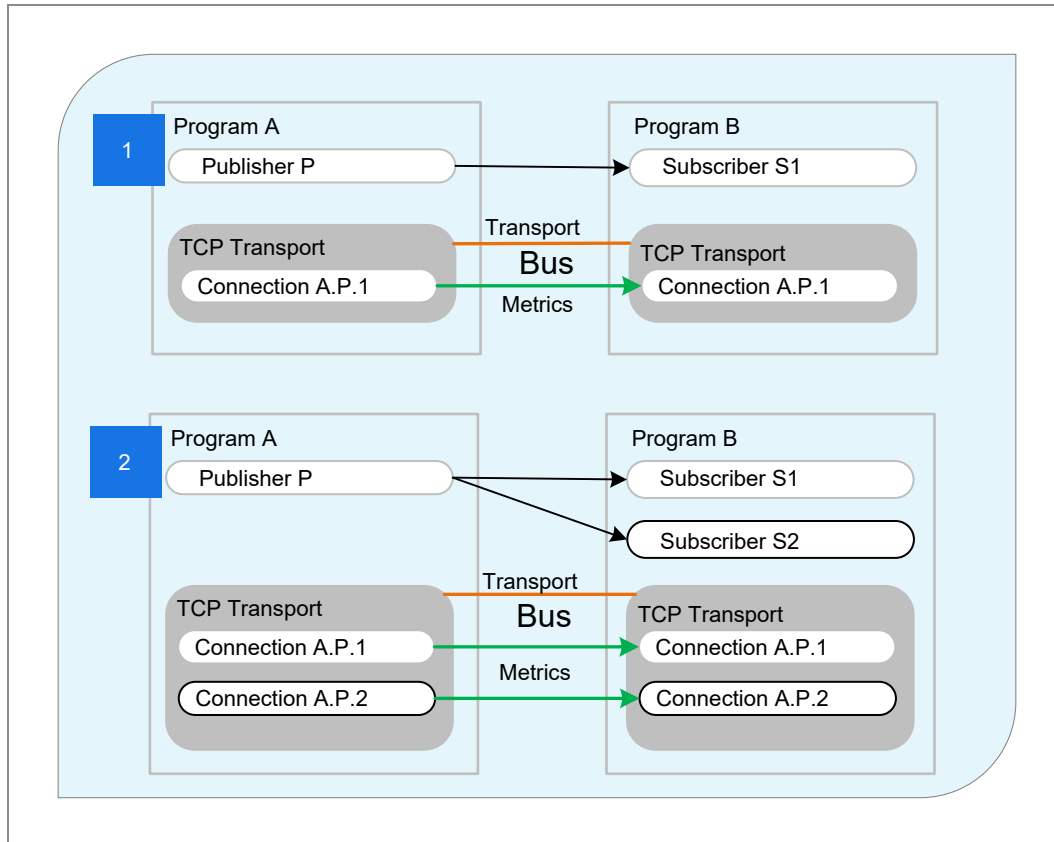 1
Program A
Program B
Publisher P
Subscriber S1
Transport
TCP Transport
TCP Transport
Bus
Connection A.P.1
Connection A.P.1
Metrics
2
Program A
Program B
Publisher P
Subscriber S1
Subscriber S2
Transport
TCP Transport
TCP Transport
Bus
Connection A.P.1
Connection A.P.1
Metrics
Connection A.P.2
Connection A.P.2